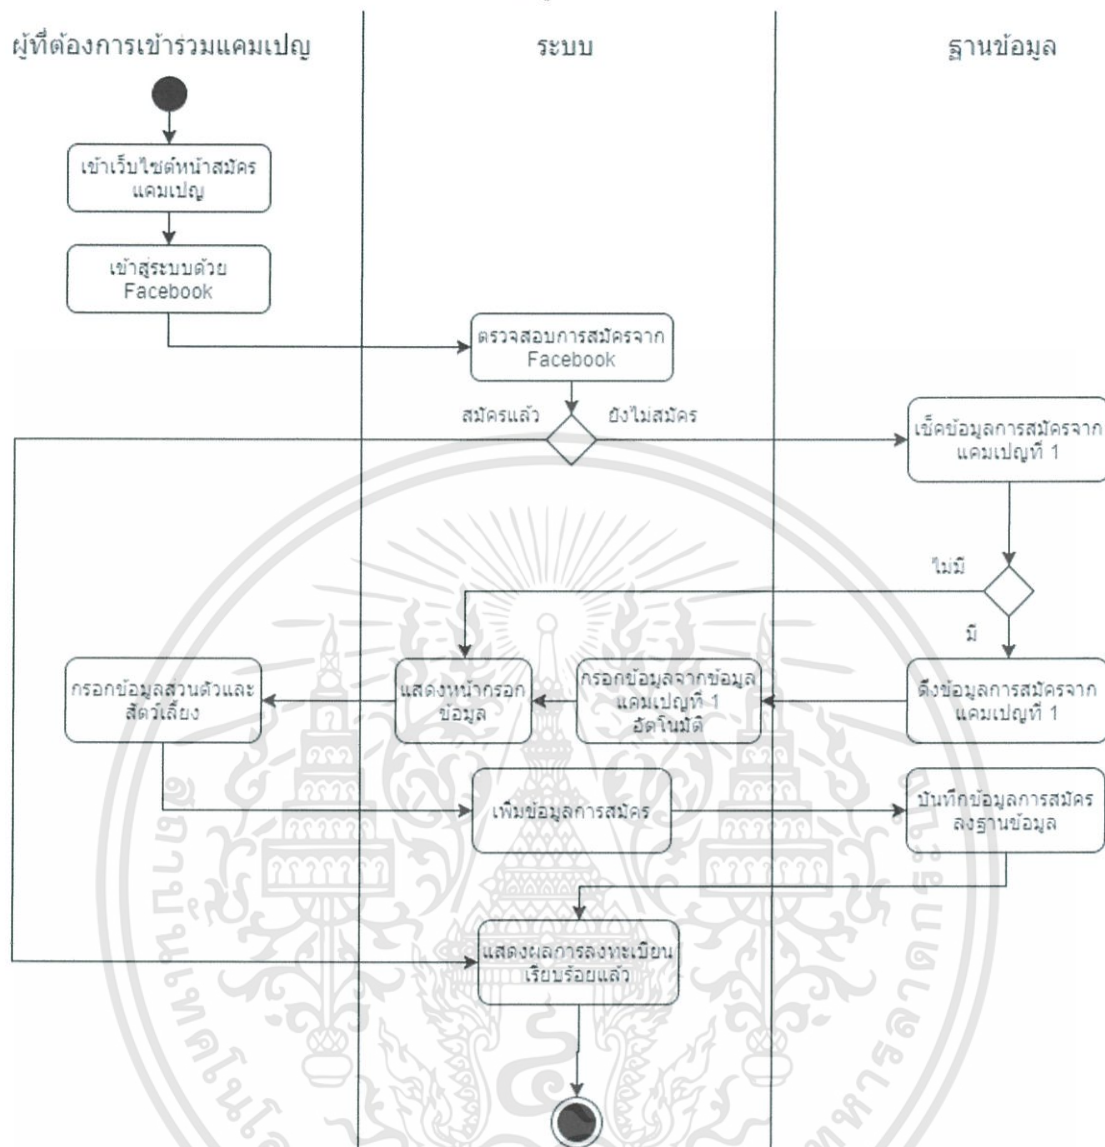 ผู้ที่ต้องการเข้าร่วมแคมเปญ
ระบบ
ฐานข้อมูล
เข้าเว็บไซต์หน้าสมัคร
แคมเปญ
เข้าสู่ระบบด้วย
Facebook
ตรวจสอบการสมัครจาก
Facebook
สมัครแล้ว
ยังไม่สมัคร
เช็คข้อมูลการสมัครจาก
แคมเปญที่ 1
ไม่มี
มี
กรอกข้อมูลส่วนตัวและ
สัตว์เลี้ยง
แสดงหน้ากรอก
ข้อมูล
กรอกข้อมูลจากข้อมูล
แคมเปญที่ 1
อัตโนมัติ
ดึงข้อมูลการสมัครจาก
แคมเปญที่ 1
เพิ่มข้อมูลการสมัคร
บันทึกข้อมูลการสมัคร
ลงฐานข้อมูล
แสดงผลการลงทะเบียน
เรียบร้อยแล้ว